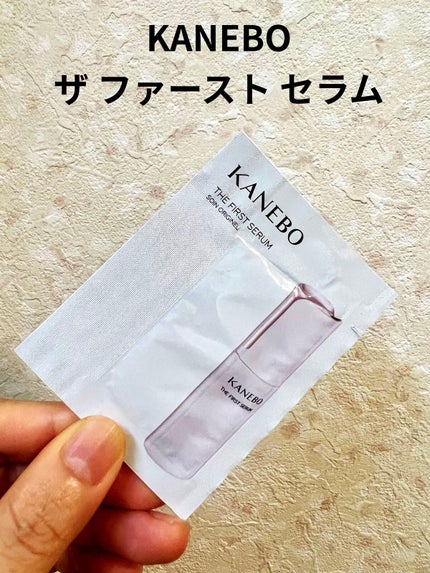 KANEBO
ザ ファースト セラム
KANEBO
THE FIRST SERUM
SOIN ORIGINEL
KANEBO
THE FIRST SERUM